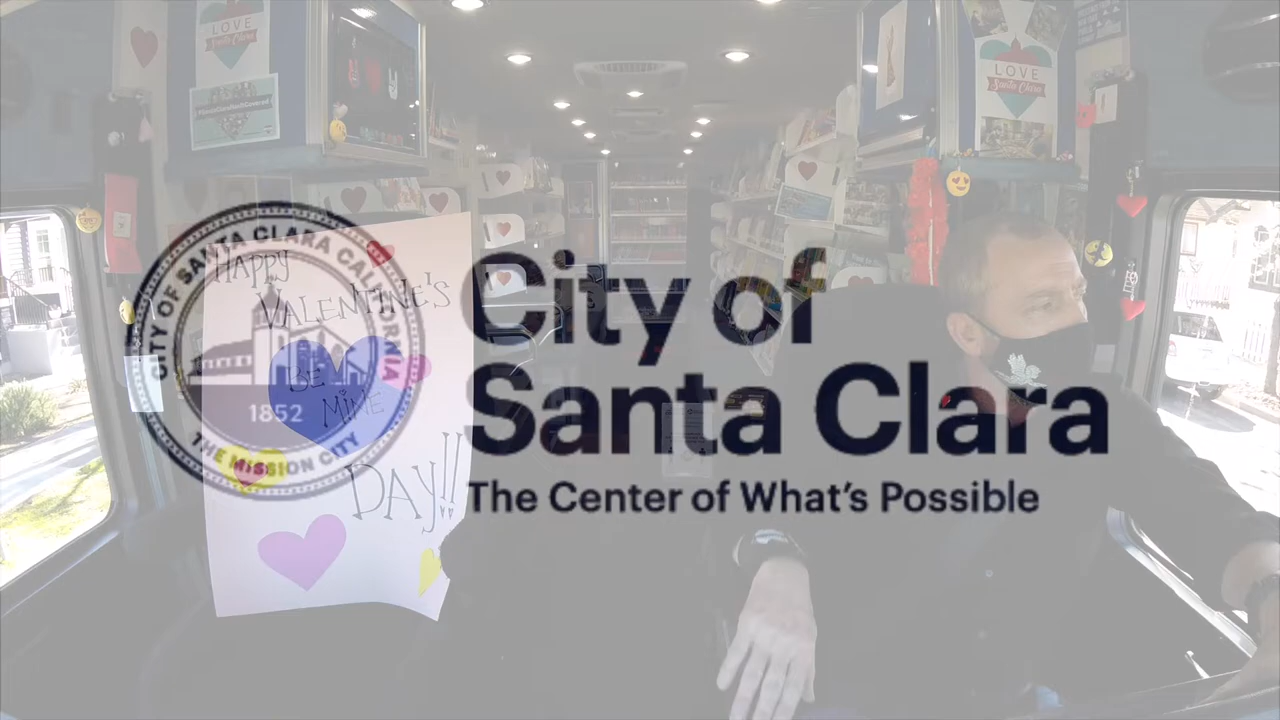 LOVE
Santa Clara
LOVE
Santa Clara
CITY OF SANTA CLARA CALIFORNIA
1852
THE MISSION CITY
HAPPY
VALENTINE'S
BE
MINE
DAY!!
City of
Santa Clara
The Center of What's Possible